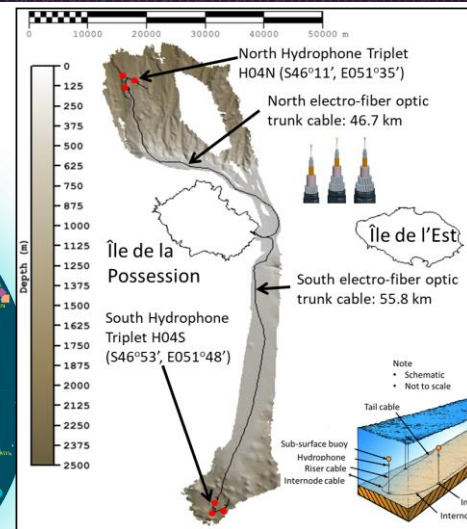 0 10000 20000 30000 40000 50000
m
North Hydrophone Triplet
H04N (S46°11’, E051°35’)
North electro-fiber optic
trunk cable: 46.7 km
Depth (m)
0
125
250
375
500
625
750
875
1000
1125
1250
1375
1500
1625
1750
1875
2000
2125
2250
2375
2500
Île de la
Possession
Île de l’Est
South electro-fiber optic
trunk cable: 55.8 km
South Hydrophone
Triplet H04S
(S46°53’, E051°48’)
Note
• Schematic
• Not to scale
Tail cable
Sub-surface buoy
Hydrophone
Riser cable
Internode cable